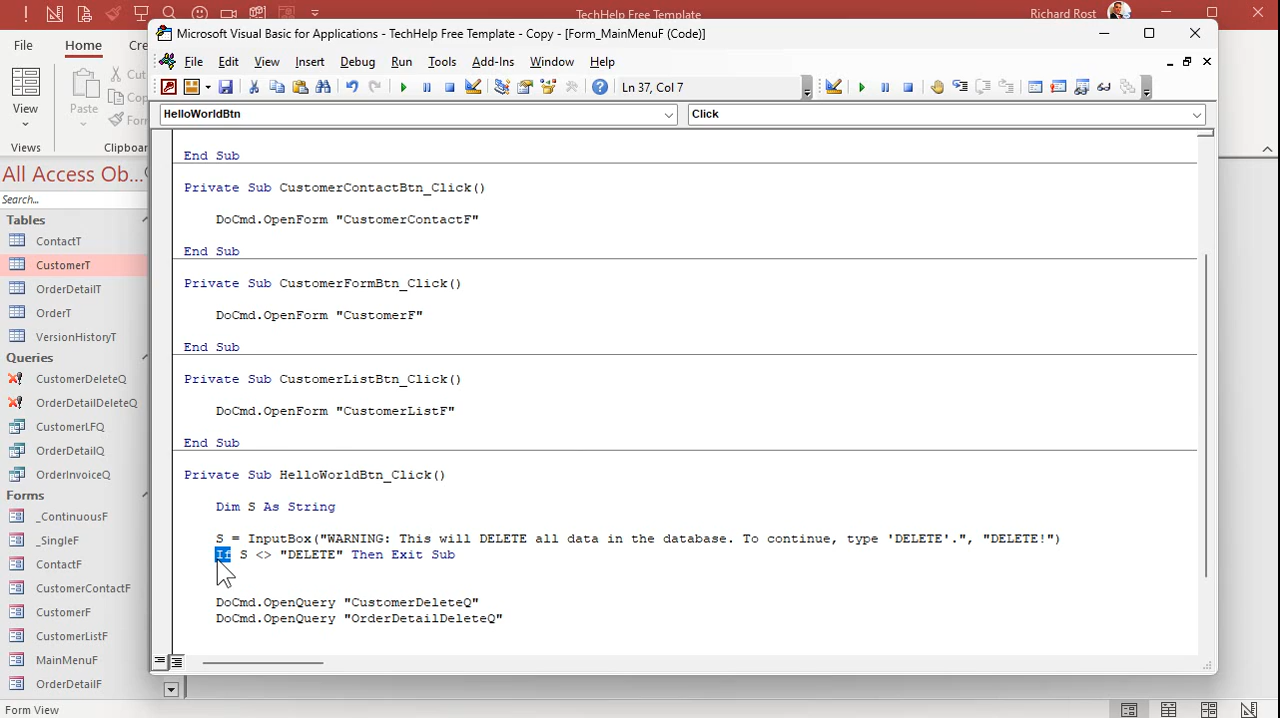 TechHelp Free Template
Richard Rost
File
Home
Cre
View
Views
Paste
Cut
Cop
For
Clipboar
All Access Ob...
Search...
Tables
ContactT
CustomerT
OrderDetailT
OrderT
VersionHistoryT
Queries
CustomerDeleteQ
OrderDetailDeleteQ
CustomerLFQ
OrderDetailQ
OrderInvoiceQ
Forms
_ContinuousF
_SingleF
ContactF
CustomerContactF
CustomerF
CustomerListF
MainMenuF
OrderDetailF
Form View
Microsoft Visual Basic for Applications - TechHelp Free Template - Copy - [Form_MainMenuF (Code)]
File Edit View Insert Debug Run Tools Add-Ins Window Help
Ln 37, Col 7
HelloWorldBtn
Click
End Sub
Private Sub CustomerContactBtn_Click()
DoCmd.OpenForm "CustomerContactF"
End Sub
Private Sub CustomerFormBtn_Click()
DoCmd.OpenForm "CustomerF"
End Sub
Private Sub CustomerListBtn_Click()
DoCmd.OpenForm "CustomerListF"
End Sub
Private Sub HelloWorldBtn_Click()
Dim S As String
S = InputBox("WARNING: This will DELETE all data in the database. To continue, type 'DELETE'.", "DELETE!")
If S <> "DELETE" Then Exit Sub
DoCmd.OpenQuery "CustomerDeleteQ"
DoCmd.OpenQuery "OrderDetailDeleteQ"